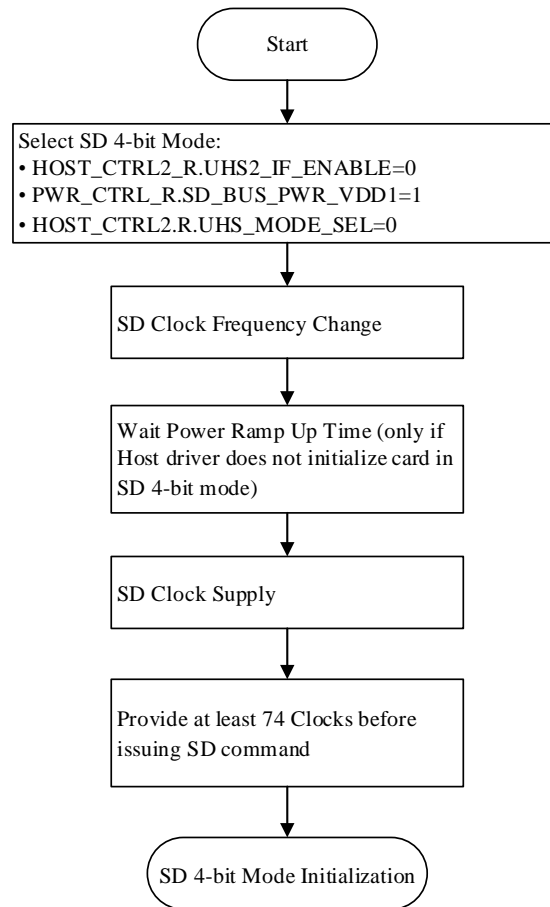 Start
Select SD 4-bit Mode:
• HOST_CTRL2_R.UHS2_IF_ENABLE=0
• PWR_CTRL_R.SD_BUS_PWR_VDD1=1
• HOST_CTRL2.R.UHS_MODE_SEL=0
SD Clock Frequency Change
Wait Power Ramp Up Time (only if
Host driver does not initialize card in
SD 4-bit mode)
SD Clock Supply
Provide at least 74 Clocks before
issuing SD command
SD 4-bit Mode Initialization